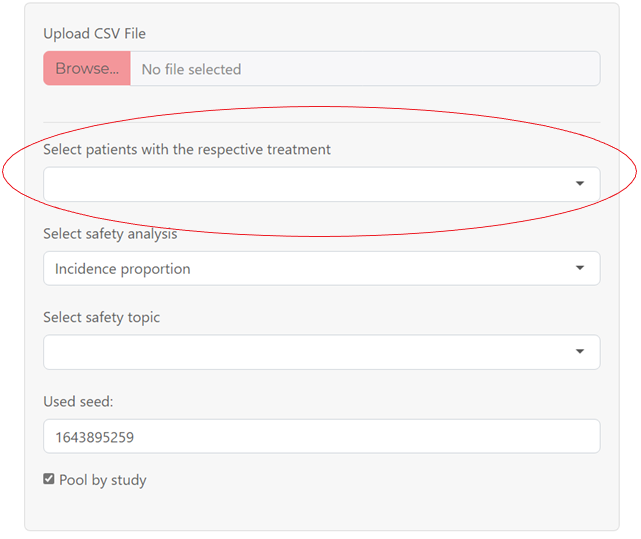 Upload CSV File
Browse... No file selected
Select patients with the respective treatment
Select safety analysis
Incidence proportion
Select safety topic
Used seed:
1643895259
Pool by study